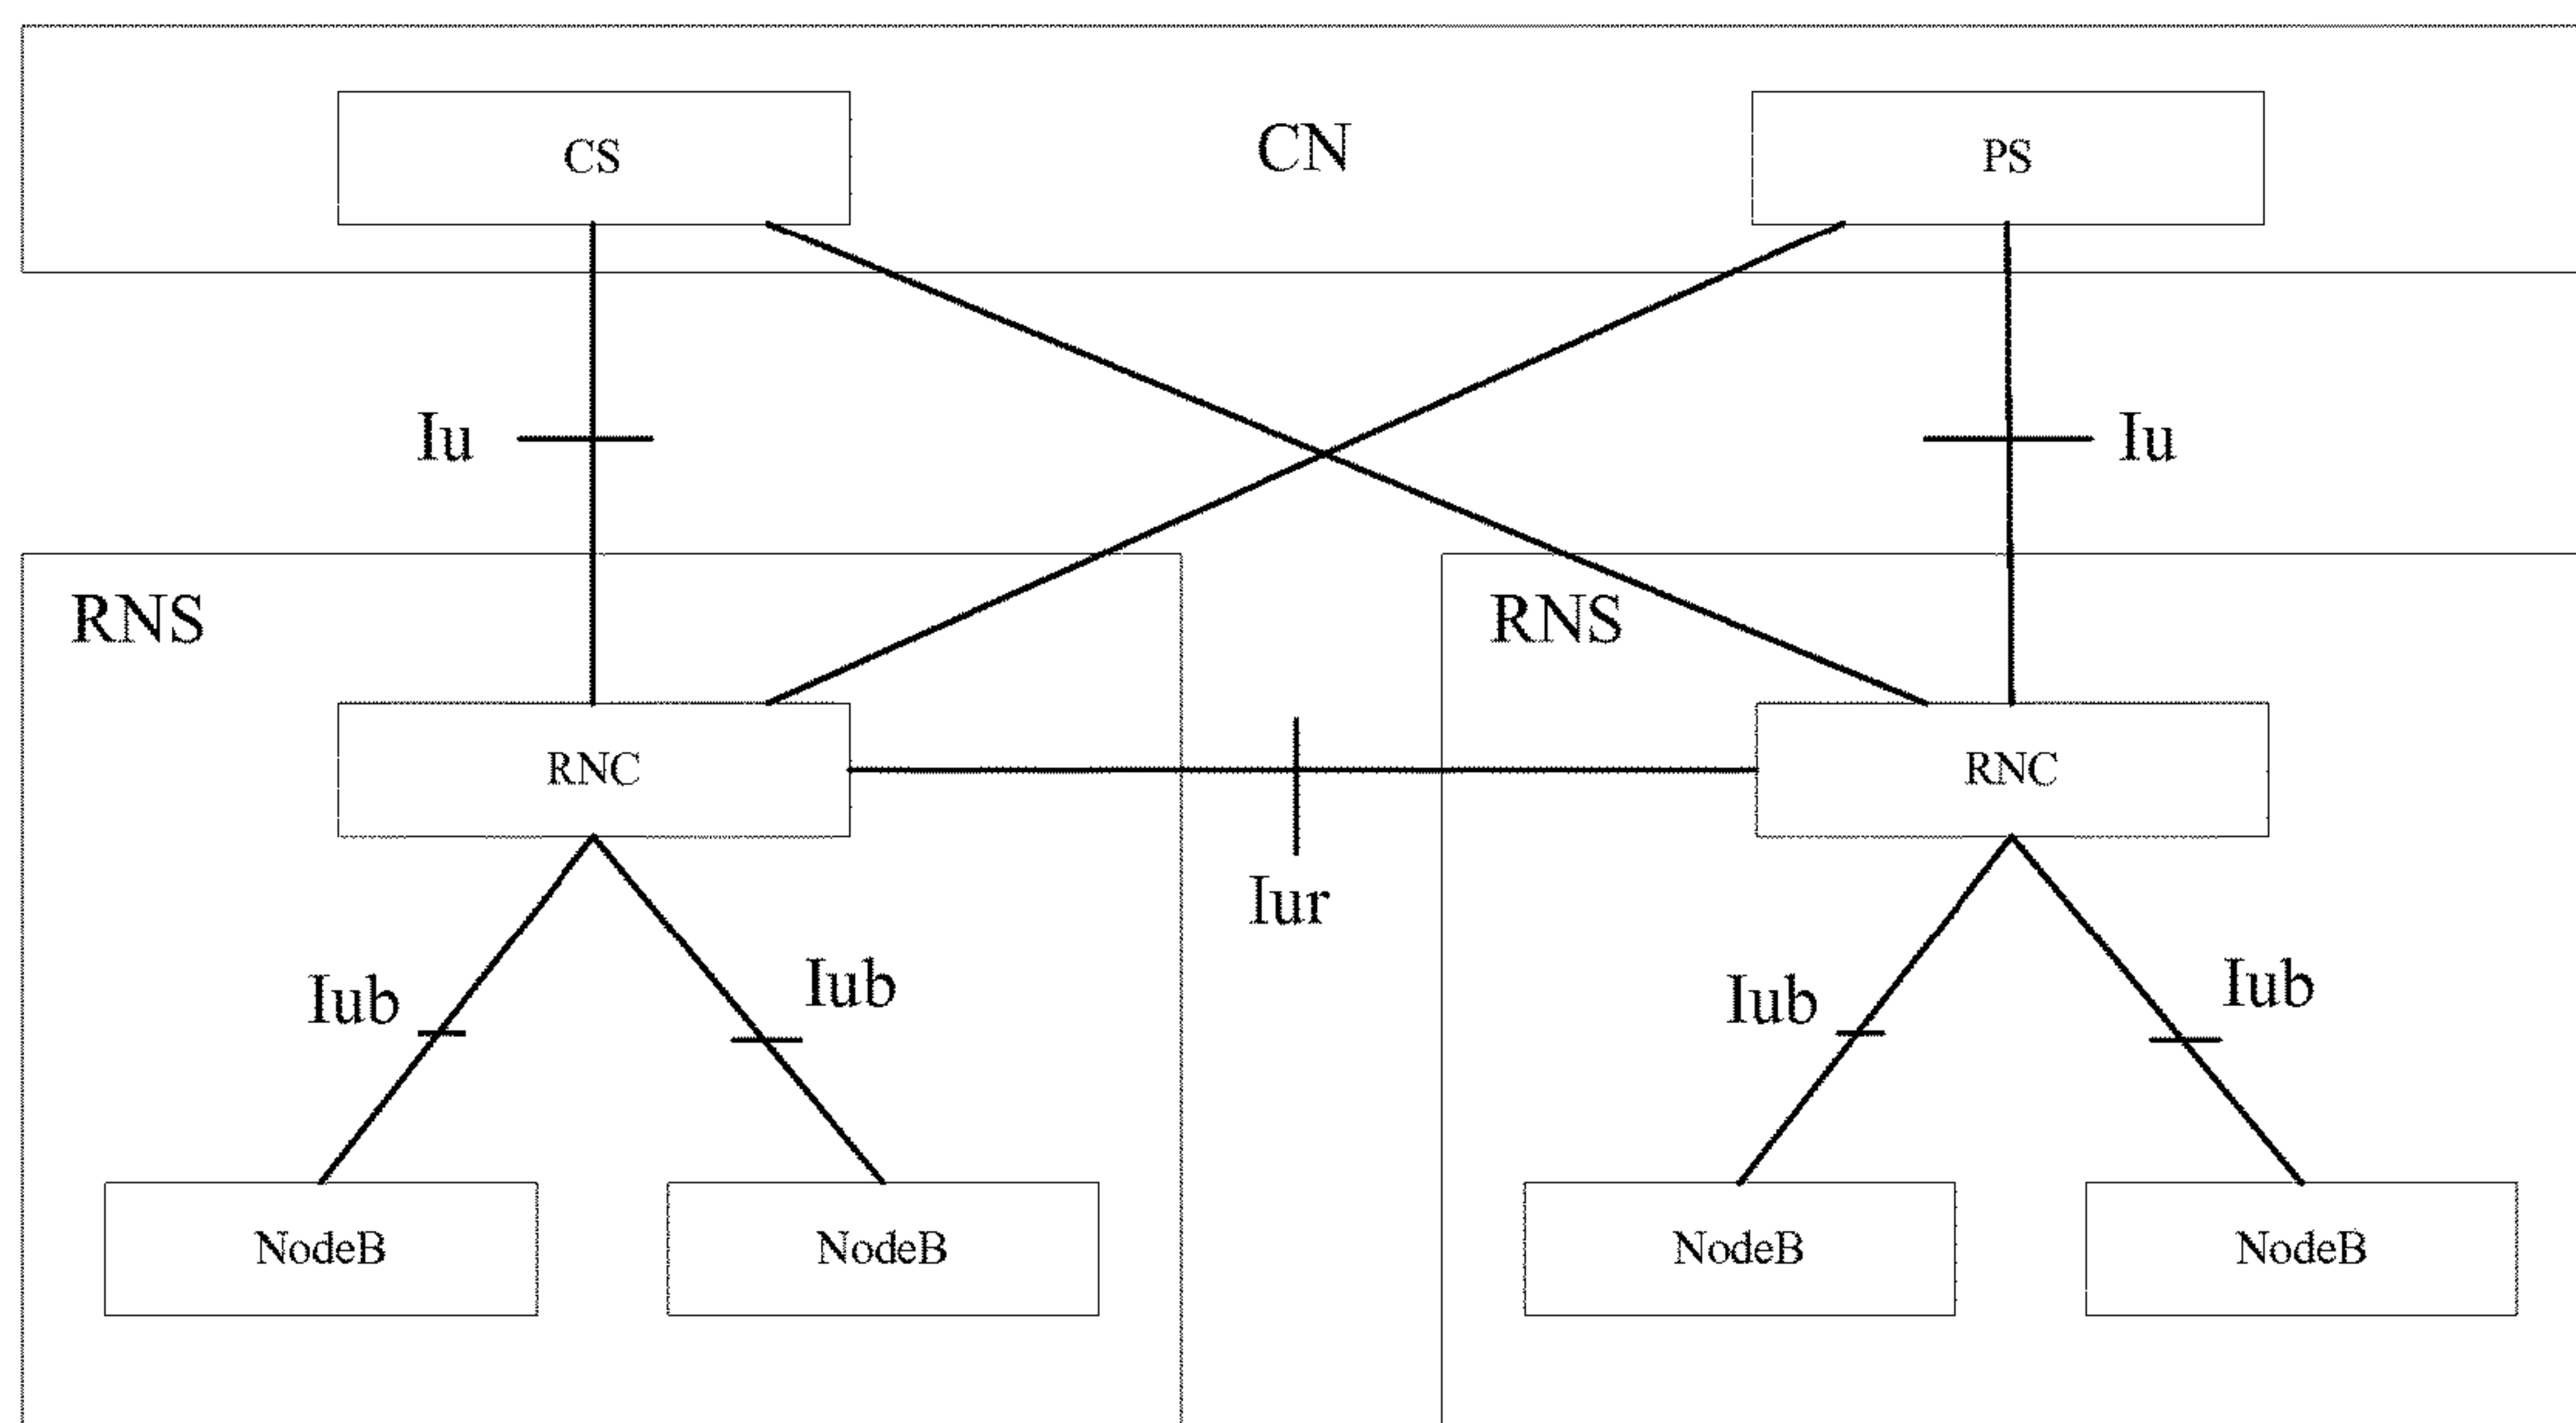 CS
CN
PS
Iu
Iu
RNS
RNS
RNC
RNC
Iur
Iub
Iub
Iub
Iub
NodeB
NodeB
NodeB
NodeB